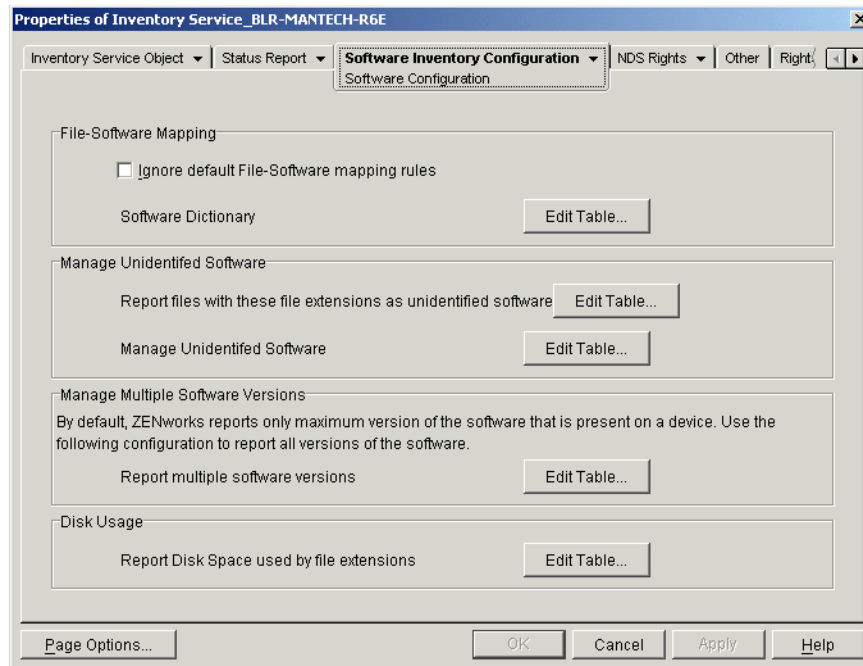 Properties of Inventory Service_BLR-MANTECH-R6E
Inventory Service Object
Status Report
Software Inventory Configuration
NDS Rights
Other
Right
Software Configuration
File-Software Mapping
Ignore default File-Software mapping rules
Software Dictionary
Edit Table...
Manage Unidentifed Software
Report files with these file extensions as unidentified software
Edit Table...
Manage Unidentifed Software
Edit Table...
Manage Multiple Software Versions
By default, ZENworks reports only maximum version of the software that is present on a device. Use the
following configuration to report all versions of the software.
Report multiple software versions
Edit Table...
Disk Usage
Report Disk Space used by file extensions
Edit Table...
Page Options...
OK
Cancel
Apply
Help